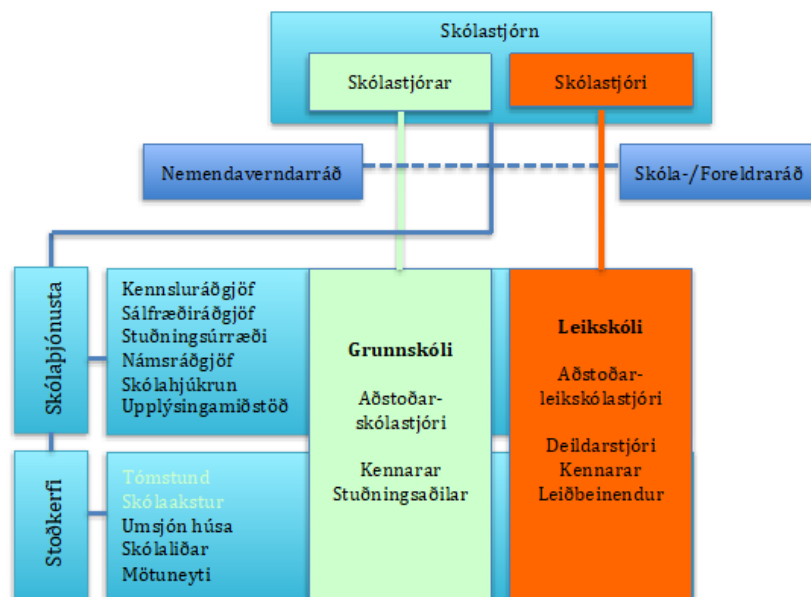 Skólastjórn
Skólastjórar
Skólastjóri
Nemendaverndarráð
Skóla-/Foreldraráð
Skólaþjónusta
Kennsluráðgjöf
Sálfræðiráðgjöf
Stuðningsúrræði
Námsráðgjöf
Skólahjúkrun
Upplýsingamiðstöð
Grunnskóli
Aðstoðar-
skólastjóri
Kennarar
Stuðningsaðilar
Leikskóli
Aðstoðar-
leikskólastjóri
Deildarstjóri
Kennarar
Leiðbeinendur
Stoðkerfi
Tómstund
Skólaakstur
Umsjón húsa
Skólaliðar
Mötuneyti